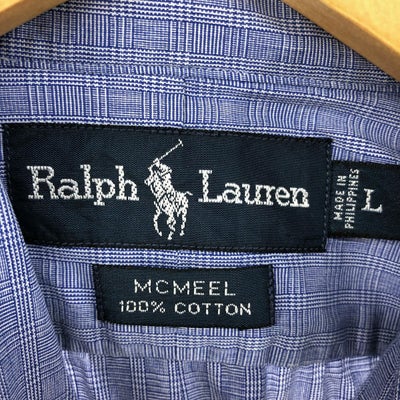 Ralph Lauren
MADE IN
PHILIPPINES
L
MCMEEL
100% COTTON